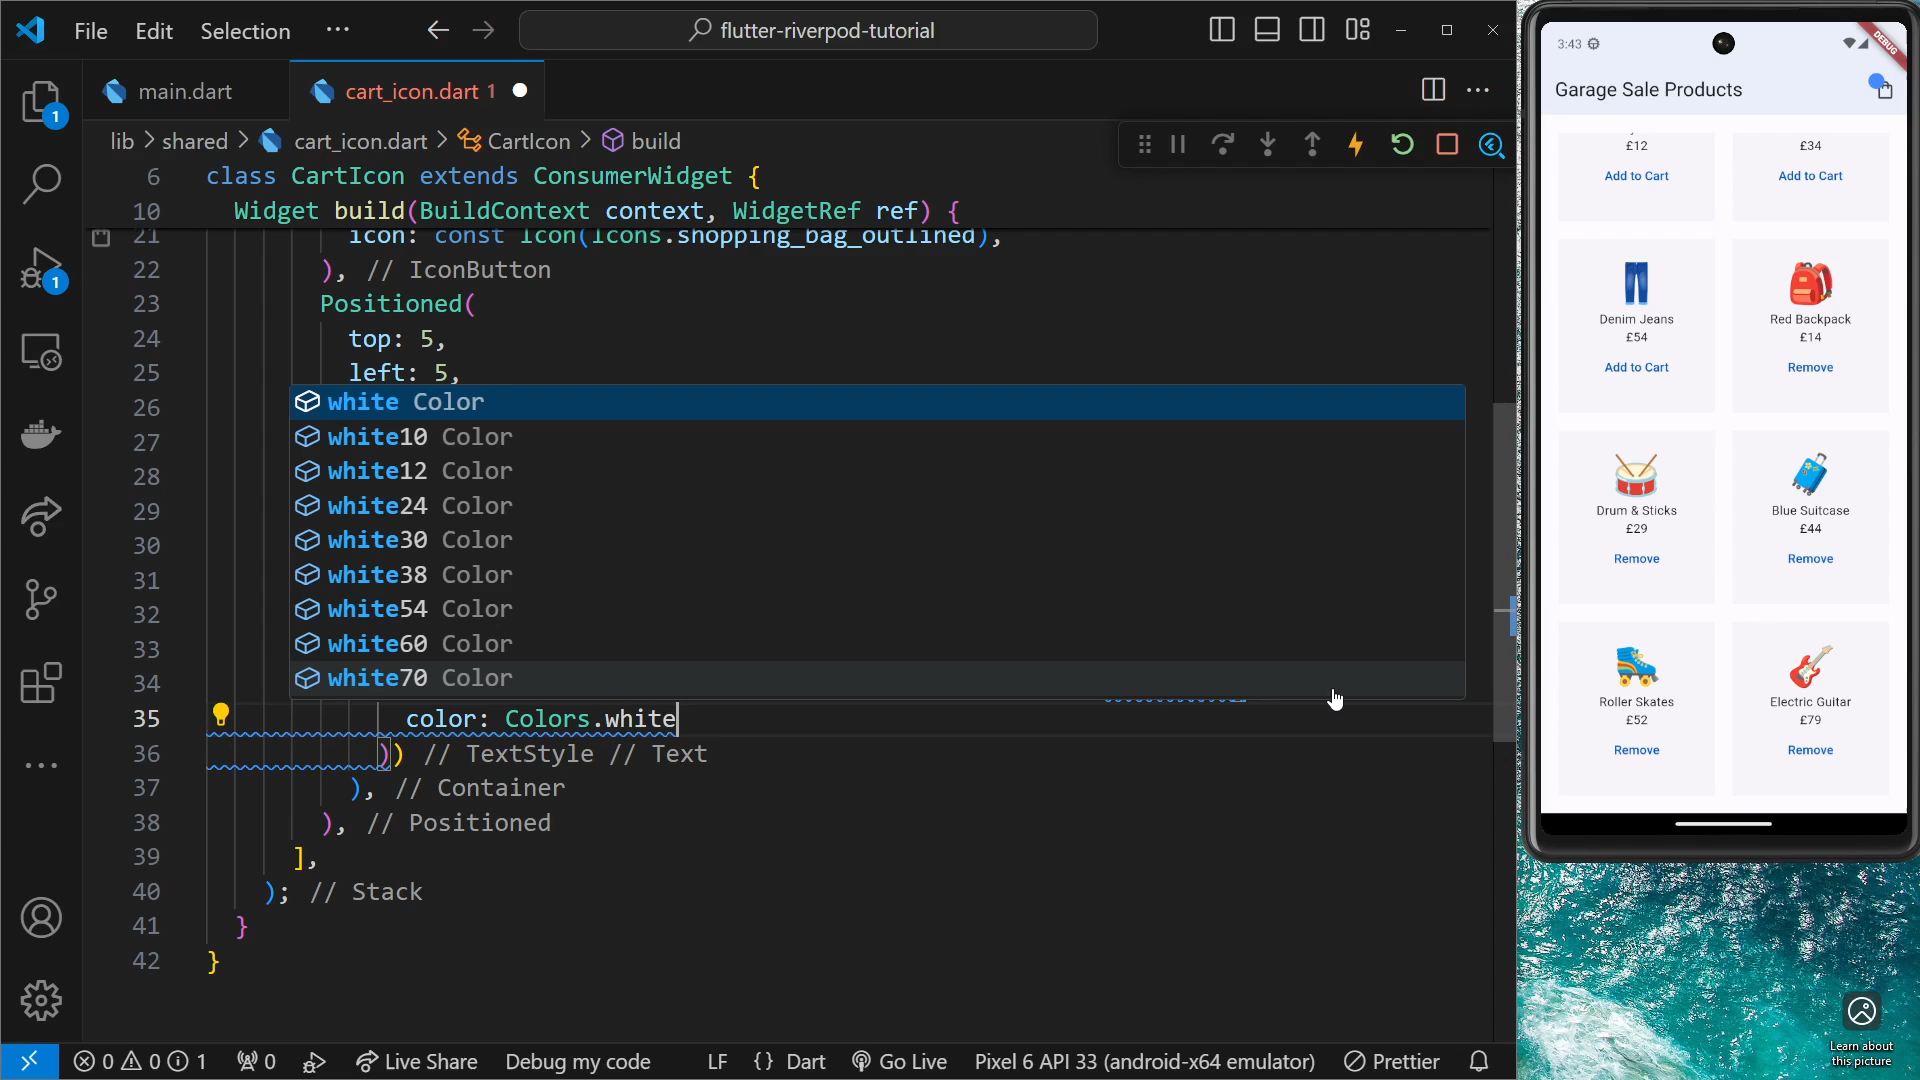 File Edit Selection ··· flutter-riverpod-tutorial
main.dart cart_icon.dart 1
lib > shared > cart_icon.dart > CartIcon > build
6 class CartIcon extends ConsumerWidget {
10 Widget build(BuildContext context, WidgetRef ref) {
21 icon: const Icon(Icons.shopping_bag_outlined),
22 ), // IconButton
23 Positioned(
24 top: 5,
25 left: 5,
26 white Color
27 white10 Color
28 white12 Color
29 white24 Color
30 white30 Color
31 white38 Color
32 white54 Color
33 white60 Color
34 white70 Color
35 color: Colors.white
36 )) // TextStyle // Text
37 ), // Container
38 ), // Positioned
39 ],
40 ); // Stack
41 }
42 }
1
1
0 0 1 0 Live Share Debug my code LF {} Dart Go Live Pixel 6 API 33 (android-x64 emulator) Prettier
3:43
DEBUG
Garage Sale Products
£12 £34
Add to Cart Add to Cart
Denim Jeans Red Backpack
£54 £14
Add to Cart Remove
Drum & Sticks Blue Suitcase
£29 £44
Remove Remove
Roller Skates Electric Guitar
£52 £79
Remove Remove
Learn about
this picture